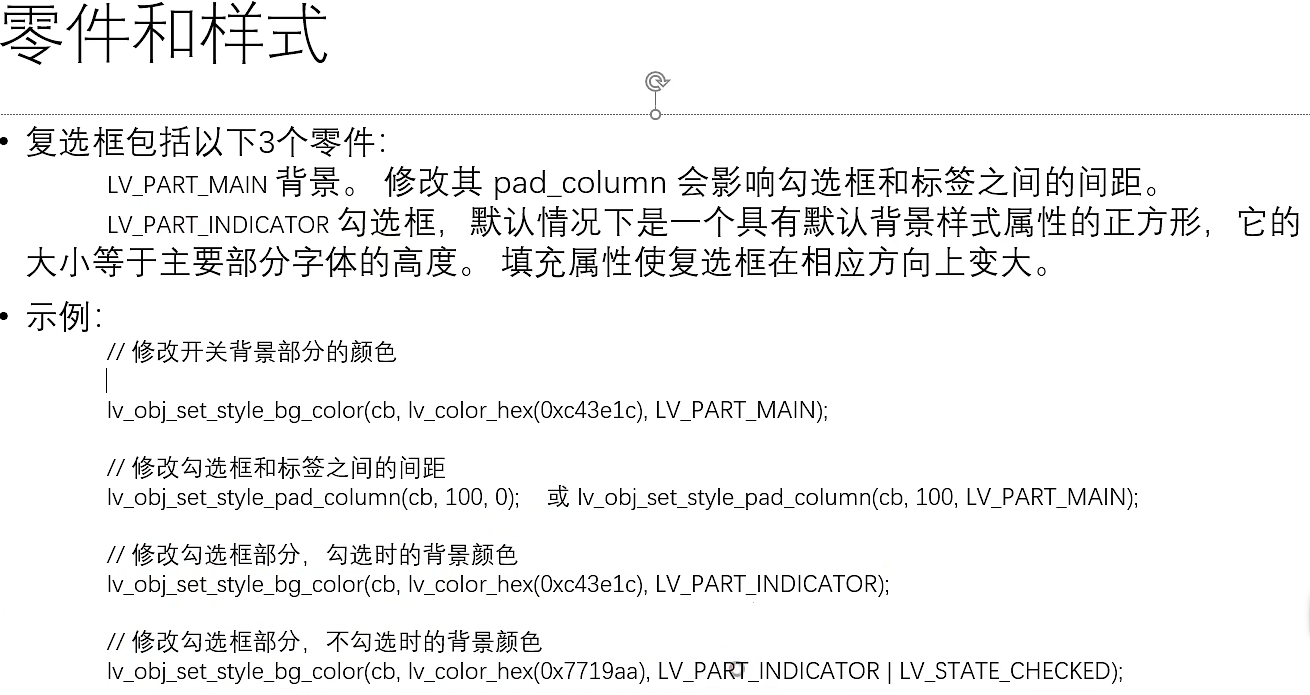 零件和样式
• 复选框包括以下3个零件：
LV_PART_MAIN 背景。 修改其 pad_column 会影响勾选框和标签之间的间距。
LV_PART_INDICATOR 勾选框，默认情况下是一个具有默认背景样式属性的正方形，它的
大小等于主要部分字体的高度。 填充属性使复选框在相应方向上变大。
• 示例：
// 修改开关背景部分的颜色
lv_obj_set_style_bg_color(cb, lv_color_hex(0xc43e1c), LV_PART_MAIN);
// 修改勾选框和标签之间的间距
lv_obj_set_style_pad_column(cb, 100, 0); 或 lv_obj_set_style_pad_column(cb, 100, LV_PART_MAIN);
// 修改勾选框部分，勾选时的背景颜色
lv_obj_set_style_bg_color(cb, lv_color_hex(0xc43e1c), LV_PART_INDICATOR);
// 修改勾选框部分，不勾选时的背景颜色
lv_obj_set_style_bg_color(cb, lv_color_hex(0x7719aa), LV_PART_INDICATOR | LV_STATE_CHECKED);